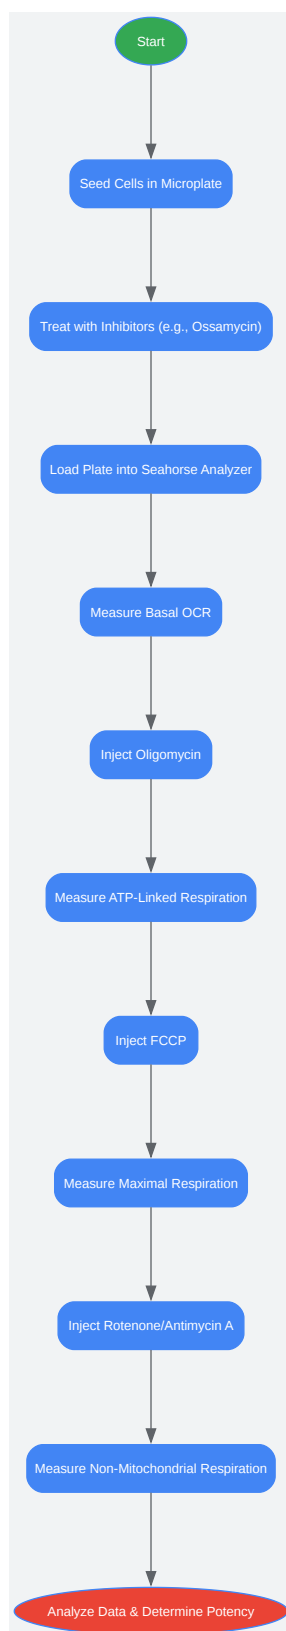 Start
Seed Cells in Microplate
Treat with Inhibitors (e.g., Ossamycin)
Load Plate into Seahorse Analyzer
Measure Basal OCR
Inject Oligomycin
Measure ATP-Linked Respiration
Inject FCCP
Measure Maximal Respiration
Inject Rotenone/Antimycin A
Measure Non-Mitochondrial Respiration
Analyze Data & Determine Potency